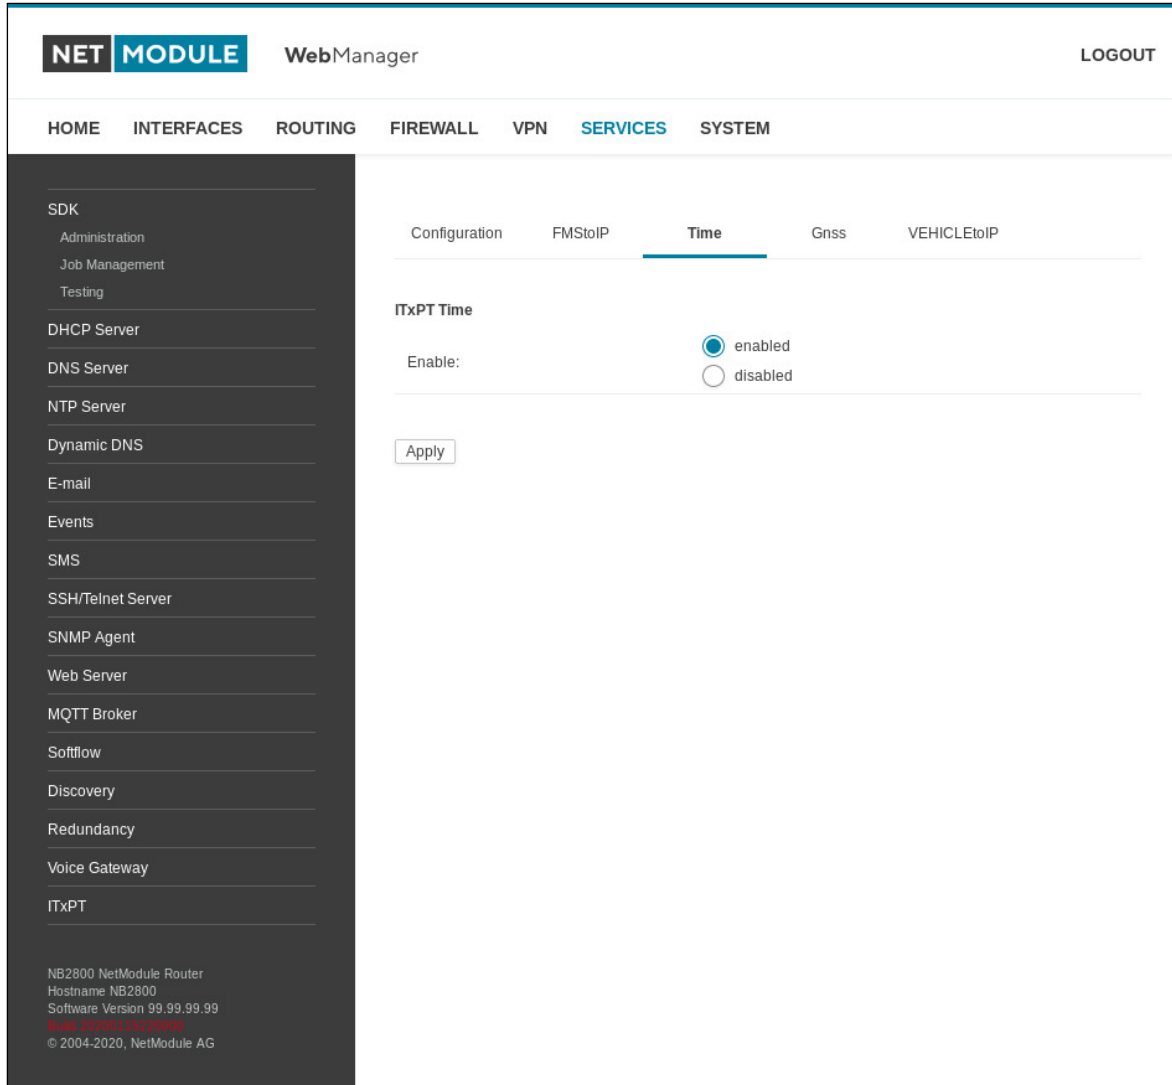 NET MODULE WebManager LOGOUT
HOME INTERFACES ROUTING FIREWALL VPN SERVICES SYSTEM
SDK
Administration
Job Management
Testing
DHCP Server
DNS Server
NTP Server
Dynamic DNS
E-mail
Events
SMS
SSH/Telnet Server
SNMP Agent
Web Server
MQTT Broker
Softflow
Discovery
Redundancy
Voice Gateway
ITxPT
NB2800 NetModule Router
Hostname NB2800
Software Version 99.99.99.99
Build
© 2004-2020, NetModule AG
Configuration FMStoIP Time Gnss VEHICLEtoIP
ITxPT Time
Enable: enabled
disabled
Apply